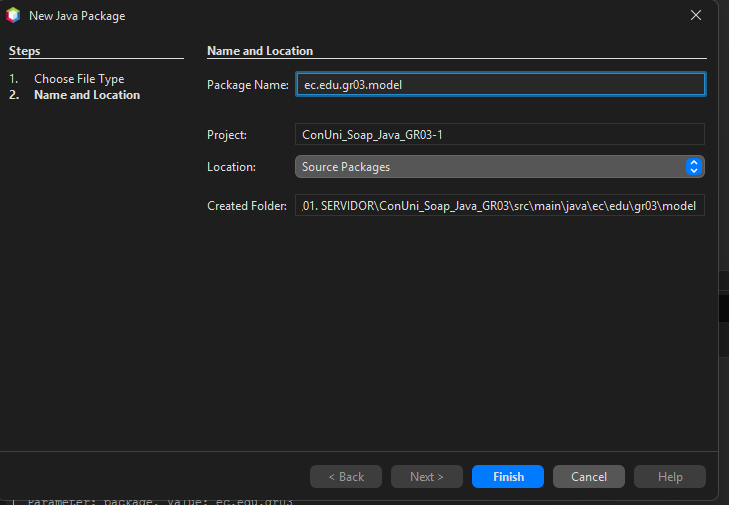 New Java Package
Steps
1. Choose File Type
2. Name and Location
Name and Location
Package Name: ec.edu.gr03.model
Project: ConUni_Soap_Java_GR03-1
Location: Source Packages
Created Folder: 01. SERVIDOR\ConUni_Soap_Java_GR03\src\main\java\ec\edu\gr03\model
< Back Next > Finish Cancel Help
Parameter: package, Value: ec.edu.gr03